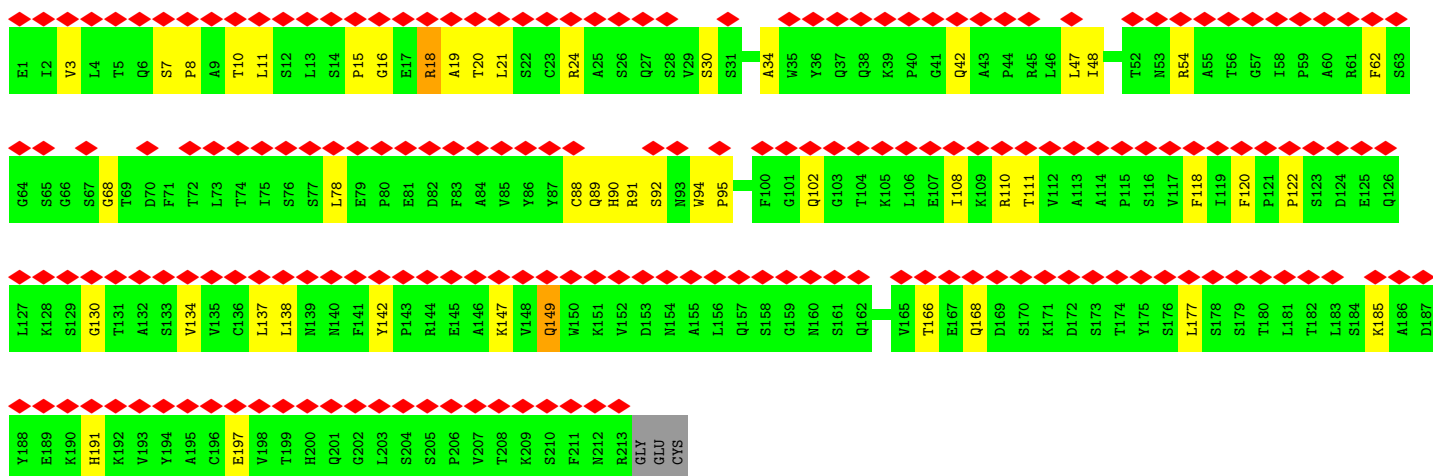 E1 I2 V3 L4 T5 Q6 S7 P8 A9 T10 L11 S12 L13 S14 P15 G16 E17 R18 A19 T20 L21 S22 C23 R24 A25 S26 Q27 S28 V29 S30 S31 A34 W35 Y36 Q37 Q38 K39 P40 G41 Q42 A43 P44 R45 L46 L47 I48 T52 N53 R54 A55 T56 G57 I58 P59 A60 R61 F62 S63
G64 S65 G66 S67 G68 T69 D70 F71 T72 L73 T74 I75 S76 S77 L78 E79 P80 E81 D82 F83 A84 V85 Y86 Y87 C88 Q89 H90 R91 S92 N93 W94 P95 F100 G101 Q102 G103 T104 K105 L106 E107 I108 K109 R110 T111 V112 A113 A114 P115 S116 V117 F118 I119 F120 P121 P122 S123 D124 E125 Q126
L127 K128 S129 G130 T131 A132 S133 V134 V135 C136 L137 L138 N139 N140 F141 Y142 P143 R144 E145 A146 K147 V148 Q149 W150 K151 V152 D153 N154 A155 L156 Q157 S158 G159 N160 S161 Q162 V165 T166 E167 Q168 D169 S170 K171 D172 S173 T174 Y175 S176 L177 S178 S179 T180 L181 T182 L183 S184 K185 A186 D187
Y188 E189 K190 H191 K192 V193 Y194 A195 C196 E197 V198 T199 H200 Q201 G202 L203 S204 S205 P206 V207 T208 K209 S210 F211 N212 R213 GLY GLU CYS